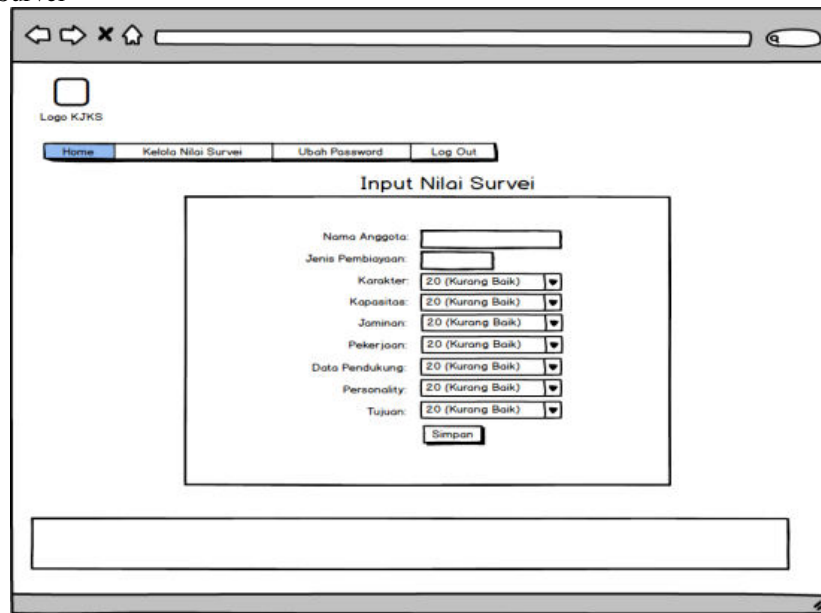 Logo KJKS
Home Kelola Nilai Survei Ubah Password Log Out
Input Nilai Survei
Nama Anggota:
Jenis Pembiayaan:
Karakter: 20 (Kurang Baik)
Kapasitas: 20 (Kurang Baik)
Jaminan: 20 (Kurang Baik)
Pekerjaan: 20 (Kurang Baik)
Data Pendukung: 20 (Kurang Baik)
Personality: 20 (Kurang Baik)
Tujuan: 20 (Kurang Baik)
Simpan